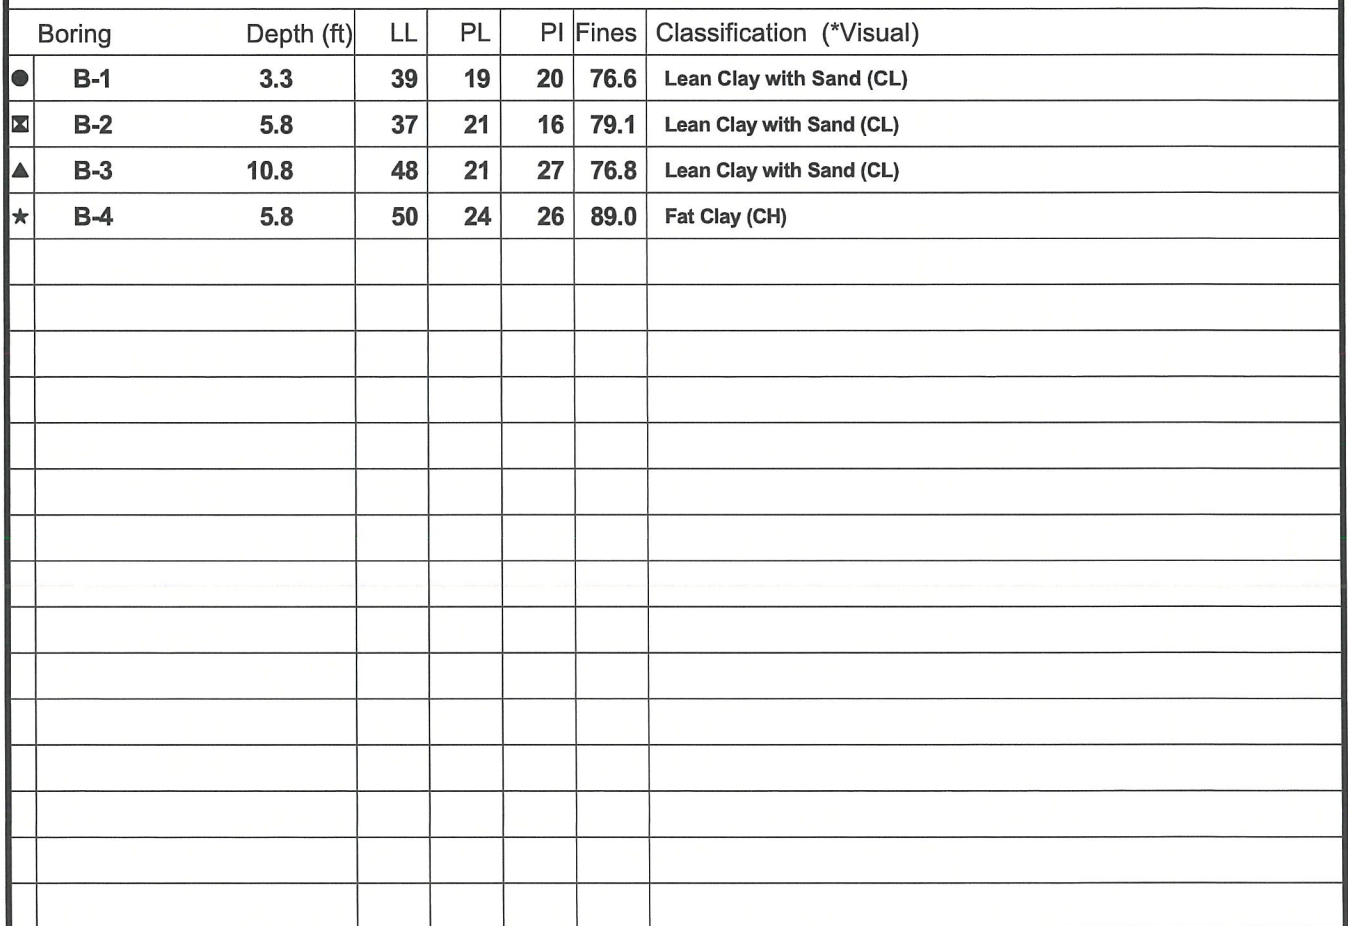 Boring Depth (ft) LL PL PI Fines Classification (*Visual)
B-1 3.3 39 19 20 76.6 Lean Clay with Sand (CL)
B-2 5.8 37 21 16 79.1 Lean Clay with Sand (CL)
B-3 10.8 48 21 27 76.8 Lean Clay with Sand (CL)
B-4 5.8 50 24 26 89.0 Fat Clay (CH)